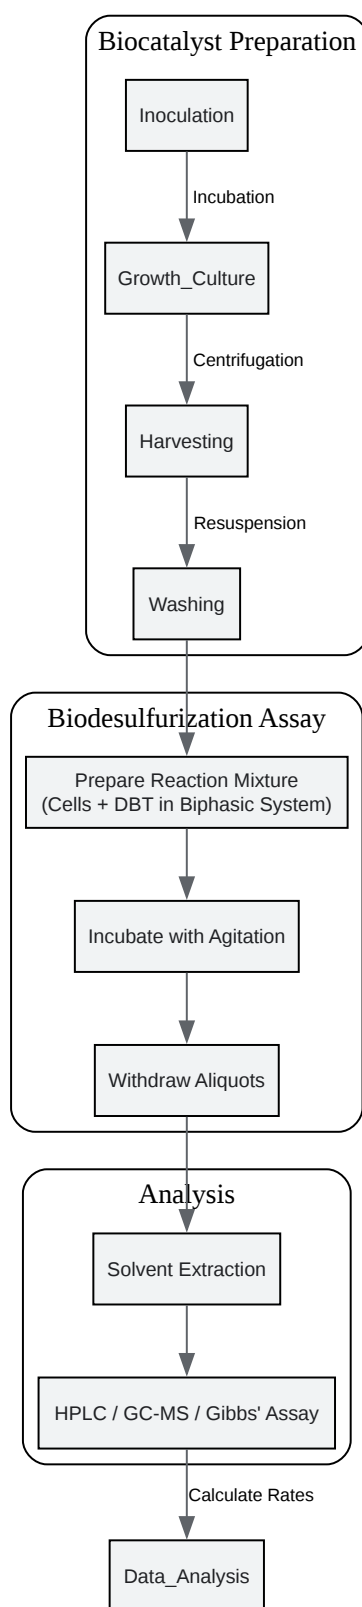 Biocatalyst Preparation
Inoculation
Incubation
Growth_Culture
Centrifugation
Harvesting
Resuspension
Washing
Biodesulfurization Assay
Prepare Reaction Mixture
(Cells + DBT in Biphasic System)
Incubate with Agitation
Withdraw Aliquots
Analysis
Solvent Extraction
HPLC / GC-MS / Gibbs' Assay
Calculate Rates
Data_Analysis